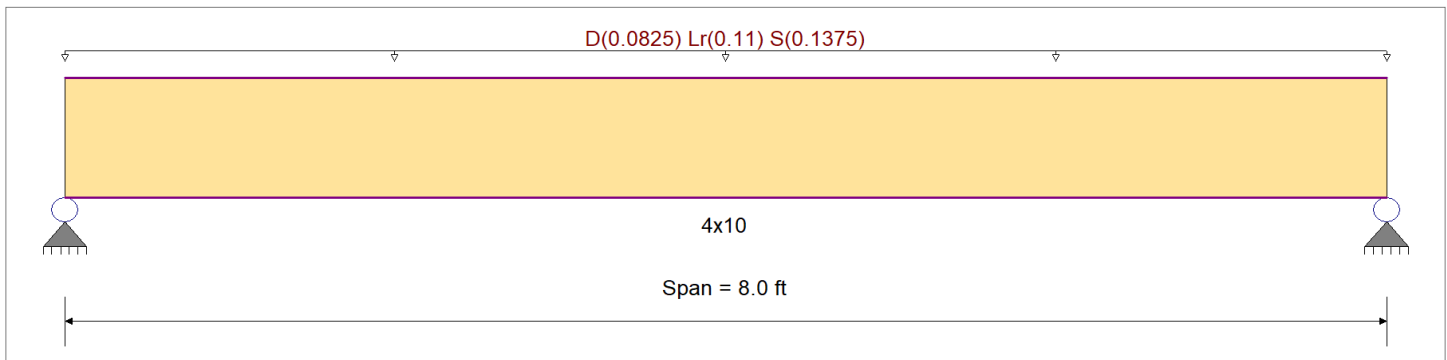 D(0.0825) Lr(0.11) S(0.1375)
4x10
Span = 8.0 ft